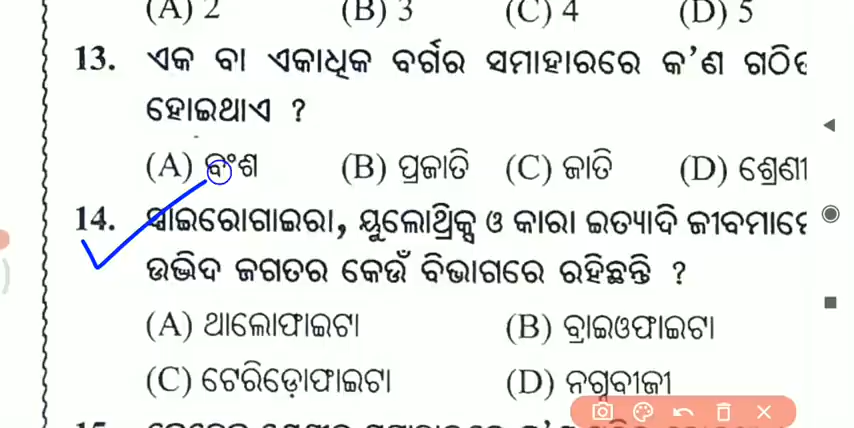 (A) 2 (B) 3 (C) 4 (D) 5
13. ଏକ ବା ଏକାଧିକ ବର୍ଗର ସମାହାରରେ କ'ଣ ଗଠିତ
ହୋଇଥାଏ ?
(A) ବଂଶ (B) ପ୍ରଜାତି (C) ଜାତି (D) ଶ୍ରେଣୀ
14. ସ୍ପାଇରୋଗାଇରା, ୟୁଲୋଥ୍ରିକ୍ସ ଓ କାରା ଇତ୍ୟାଦି ଜୀବମାନେ
ଉଦ୍ଭିଦ ଜଗତର କେଉଁ ବିଭାଗରେ ରହିଛନ୍ତି ?
(A) ଥାଲୋଫାଇଟା (B) ବ୍ରାଇଓଫାଇଟା
(C) ଟେରିଡୋଫାଇଟା (D) ନଗ୍ନବୀଜୀ